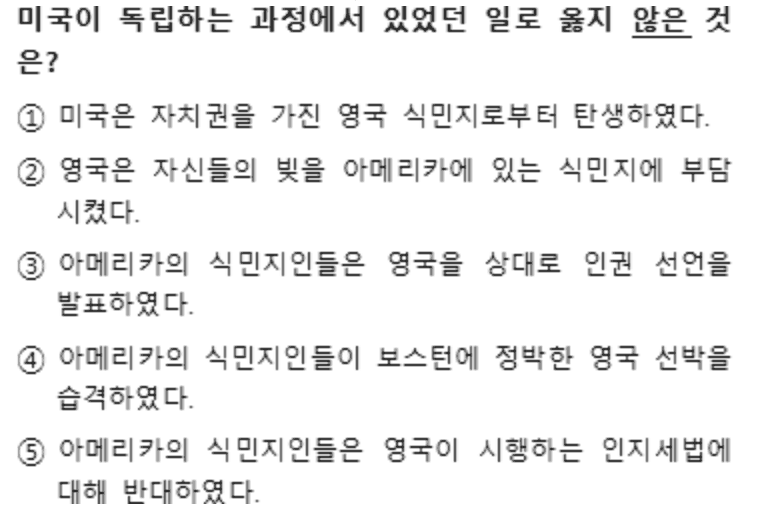 미국이 독립하는 과정에서 있었던 일로 옳지 않은 것
은?
① 미국은 자치권을 가진 영국 식민지로부터 탄생하였다.
② 영국은 자신들의 빚을 아메리카에 있는 식민지에 부담
시켰다.
③ 아메리카의 식민지인들은 영국을 상대로 인권 선언을
발표하였다.
④ 아메리카의 식민지인들이 보스턴에 정박한 영국 선박을
습격하였다.
⑤ 아메리카의 식민지인들은 영국이 시행하는 인지세법에
대해 반대하였다.